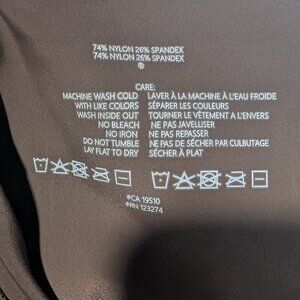 74% NYLON 26% SPANDEX
74% NYLON 26% SPANDEX
®
CARE:
MACHINE WASH COLD LAVER À LA MACHINE À L'EAU FROIDE
WITH LIKE COLORS SÉPARER LES COULEURS
WASH INSIDE OUT TOURNER LE VÊTEMENT A L'ENVERS
NO BLEACH NE PAS JAVELLISER
NO IRON NE PAS REPASSER
DO NOT TUMBLE NE PAS DE SÉCHER PAR CULBUTAGE
LAY FLAT TO DRY SÉCHER À PLAT
CA 19510
RN 123274